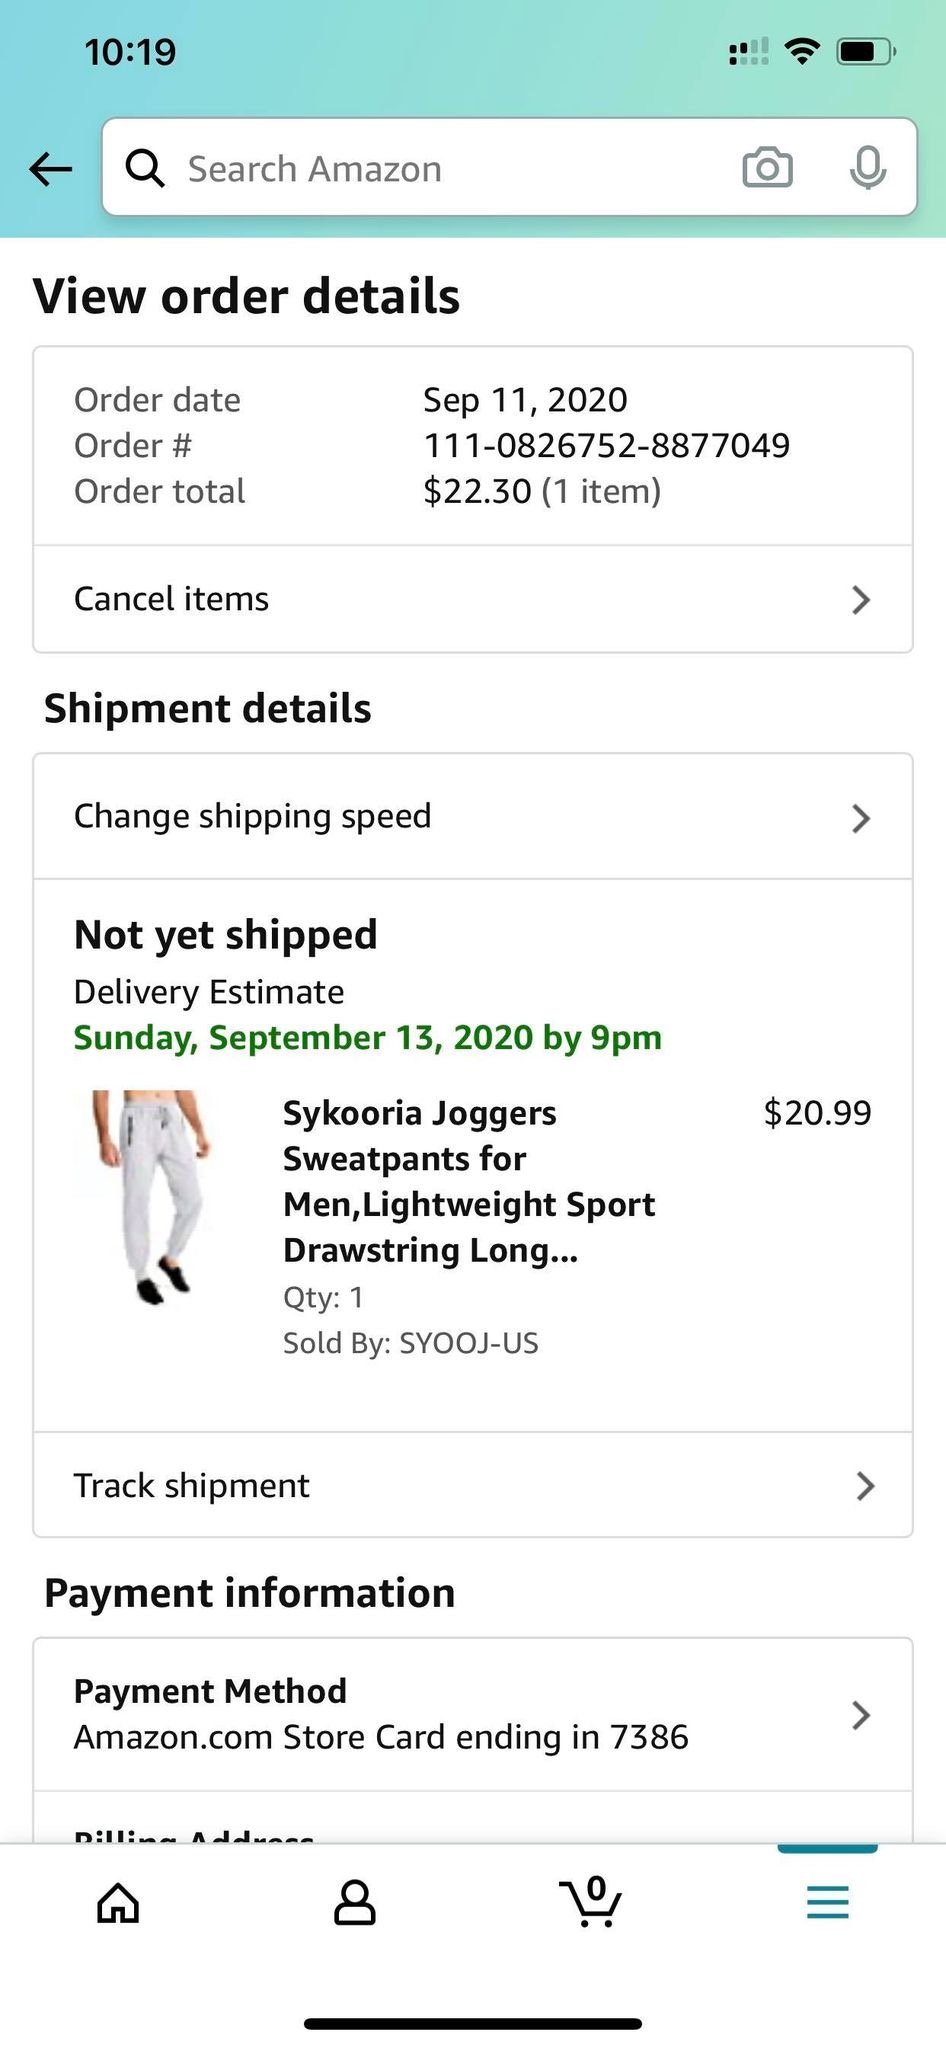 10:19
Search Amazon
View order details
Order date Sep 11, 2020
Order # 111-0826752-8877049
Order total $22.30 (1 item)
Cancel items
Shipment details
Change shipping speed
Not yet shipped
Delivery Estimate
Sunday, September 13, 2020 by 9pm
Sykooria Joggers $20.99
Sweatpants for
Men,Lightweight Sport
Drawstring Long...
Qty: 1
Sold By: SYOOJ-US
Track shipment
Payment information
Payment Method
Amazon.com Store Card ending in 7386
Billing Address
0